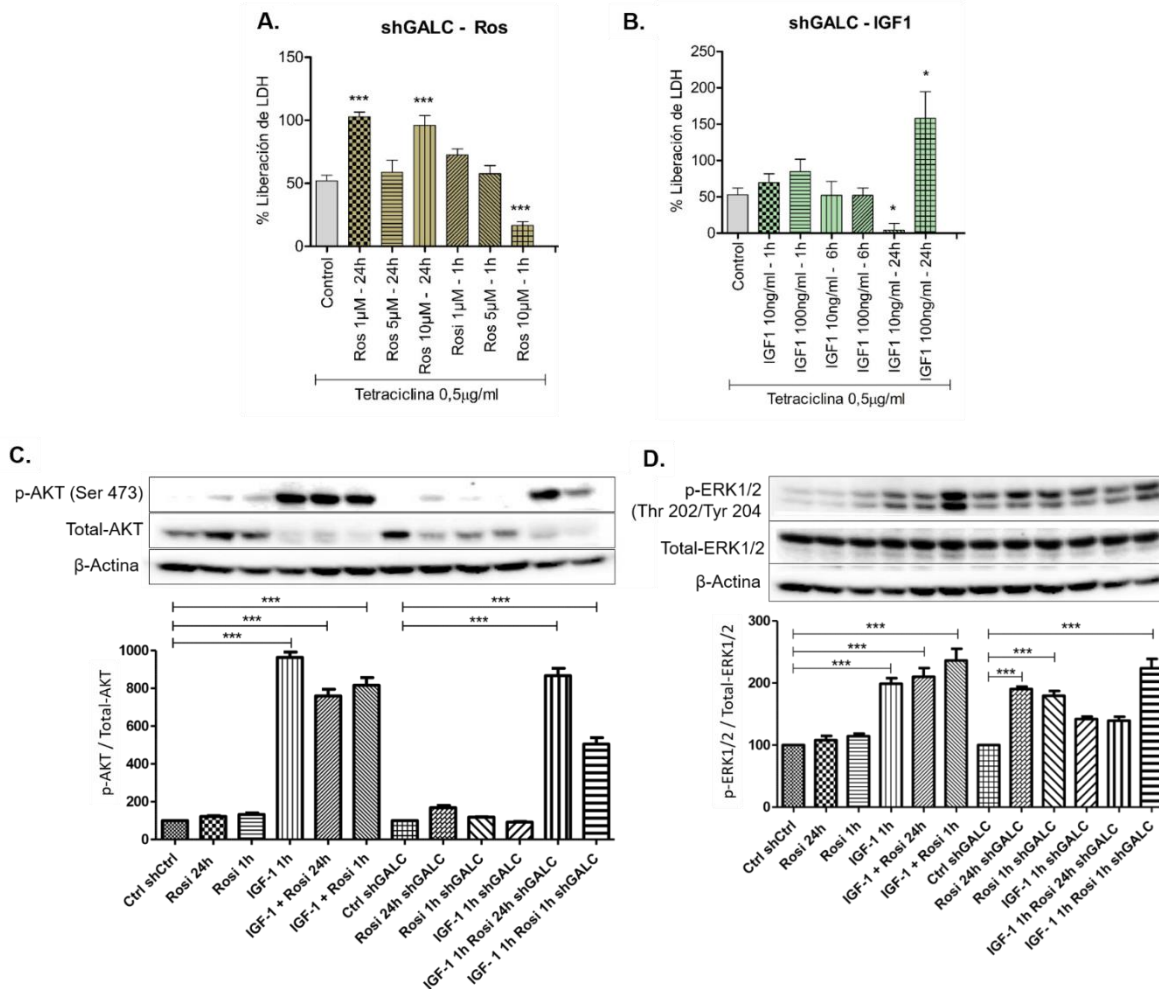 A.
shGALC - Ros
% Liberación de LDH
150
100
50
0
***
***
***
Control
Ros 1µM - 24h
Ros 5µM - 24h
Ros 10µM - 24h
Rosi 1µM - 1h
Ros 5µM - 1h
Ros 10µM - 1h
Tetraciclina 0,5µg/ml
B.
shGALC - IGF1
% Liberación de LDH
250
200
150
100
50
0
*
*
Control
IGF1 10ng/ml - 1h
IGF1 100ng/ml - 1h
IGF1 10ng/ml - 6h
IGF1 100ng/ml - 6h
IGF1 10ng/ml - 24h
IGF1 100ng/ml - 24h
Tetraciclina 0,5µg/ml
C.
p-AKT (Ser 473)
Total-AKT
β-Actina
***
***
***
***
***
p-AKT / Total-AKT
1000
800
600
400
200
0
Ctrl shCtrl
Rosi 24h
Rosi 1h
IGF-1 1h
IGF-1 + Rosi 24h
IGF-1 + Rosi 1h
Ctrl shGALC
Rosi 24h shGALC
Rosi 1h shGALC
IGF-1 1h shGALC
IGF-1 1h Rosi 24h shGALC
IGF- 1 1h Rosi 1h shGALC
D.
p-ERK1/2
(Thr 202/Tyr 204
Total-ERK1/2
β-Actina
***
***
***
***
***
***
p-ERK1/2 / Total-ERK1/2
300
200
100
0
Ctrl shCtrl
Rosi 24h
Rosi 1h
IGF-1 1h
IGF-1 + Rosi 24h
IGF-1 + Rosi 1h
Ctrl shGALC
Rosi 24h shGALC
Rosi 1h shGALC
IGF-1 1h shGALC
IGF-1 1h Rosi 24h shGALC
IGF- 1 1h Rosi 1h shGALC